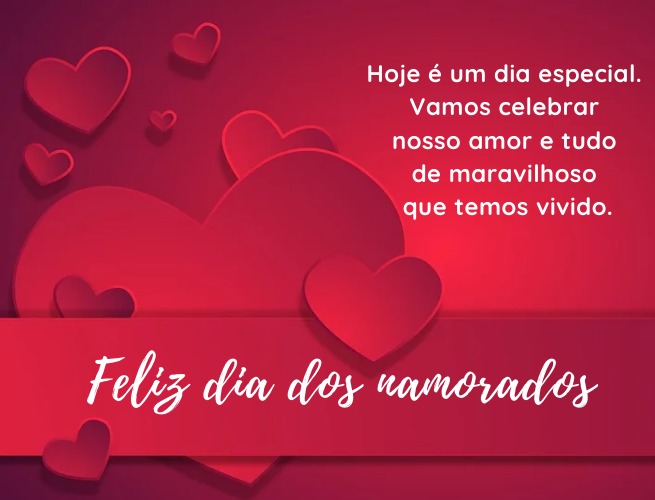 Hoje é um dia especial.
Vamos celebrar
nosso amor e tudo
de maravilhoso
que temos vivido.
Feliz dia dos namorados